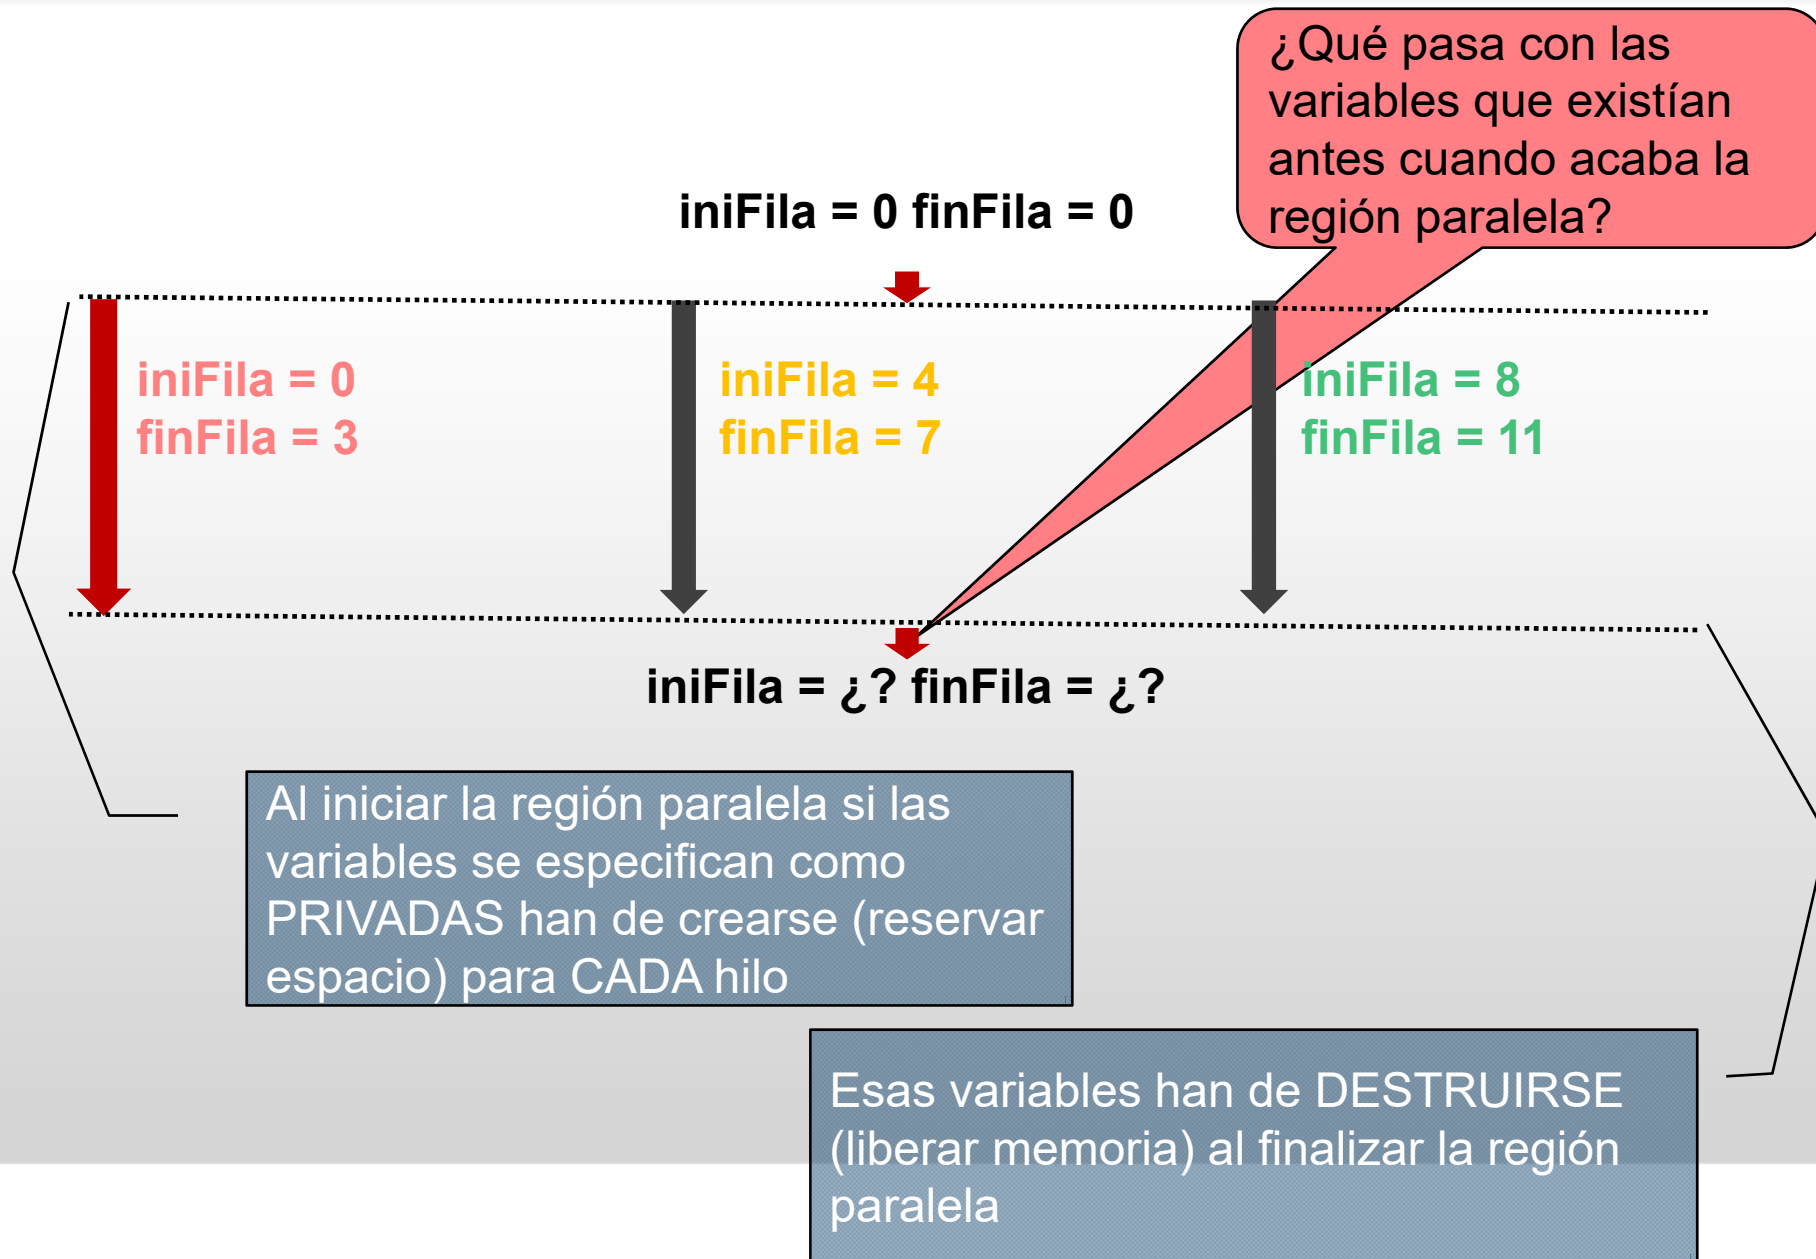 ¿Qué pasa con las
variables que existían
antes cuando acaba la
región paralela?
iniFila = 0 finFila = 0
iniFila = 0
finFila = 3
iniFila = 4
finFila = 7
iniFila = 8
finFila = 11
iniFila = ¿? finFila = ¿?
Al iniciar la región paralela si las
variables se especifican como
PRIVADAS han de crearse (reservar
espacio) para CADA hilo
Esas variables han de DESTRUIRSE
(liberar memoria) al finalizar la región
paralela